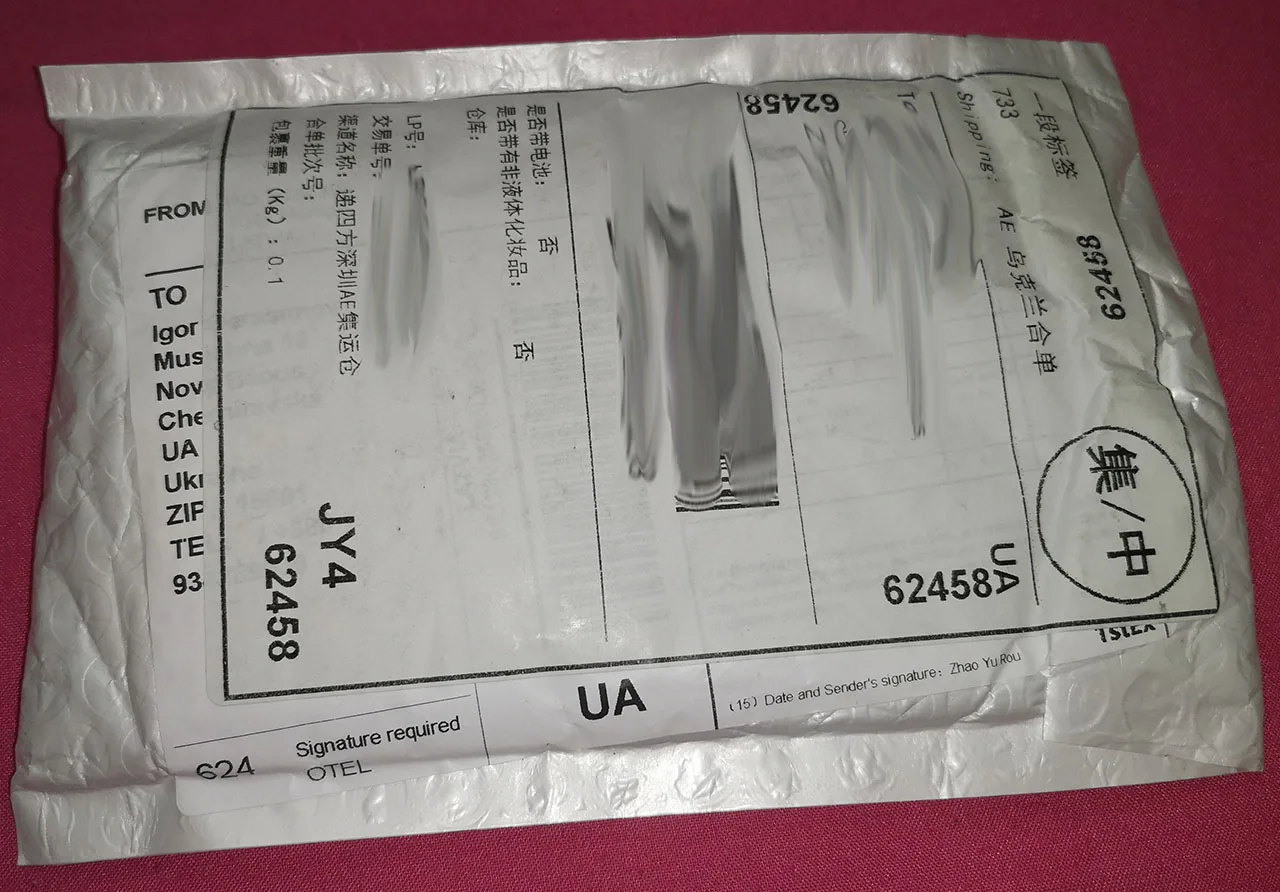 FROM
TO
Igor
Mus
Nov
Che
UA
Ukr
ZIP
TE
93
一段标签
62458
733
Shipping: AE 乌克兰合单
集/中
To
62458
UA
62458
是否带电池: 否
是否带有非液体化妆品: 否
仓库:
LP号:
交易单号:
渠道名称: 递四方深圳AE集运仓
合单批次号:
包裹重量 (Kg) : 0.1
JY4
62458
624
Signature required
OTEL
UA
(15) Date and Sender's signature: Zhao Yu Rou